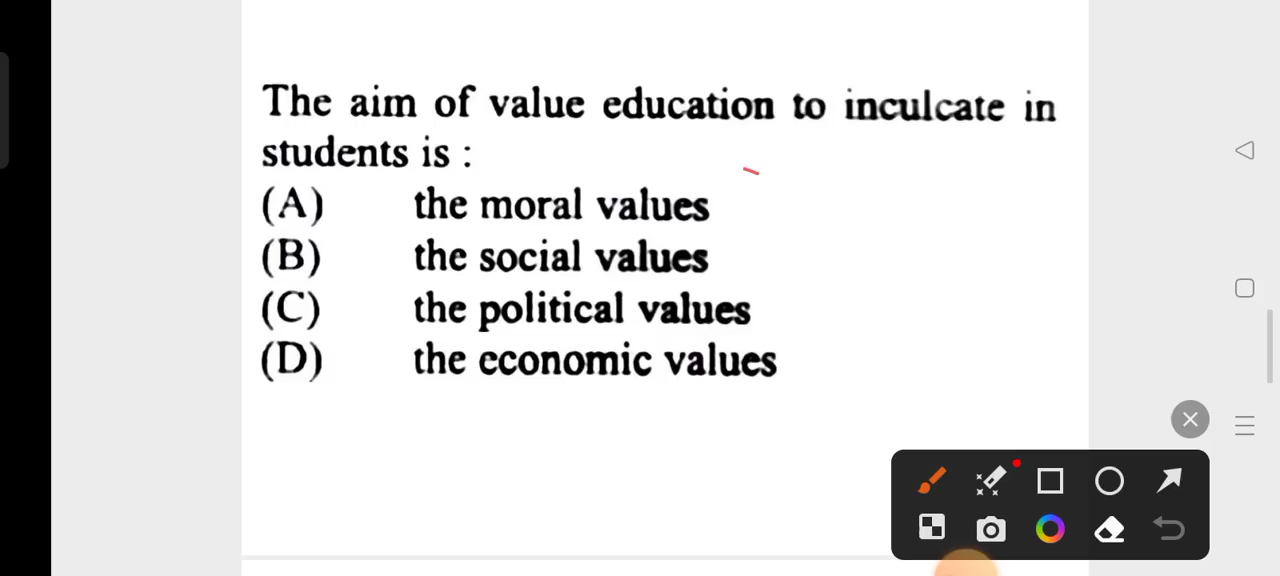 The aim of value education to inculcate in
students is :
(A) the moral values
(B) the social values
(C) the political values
(D) the economic values